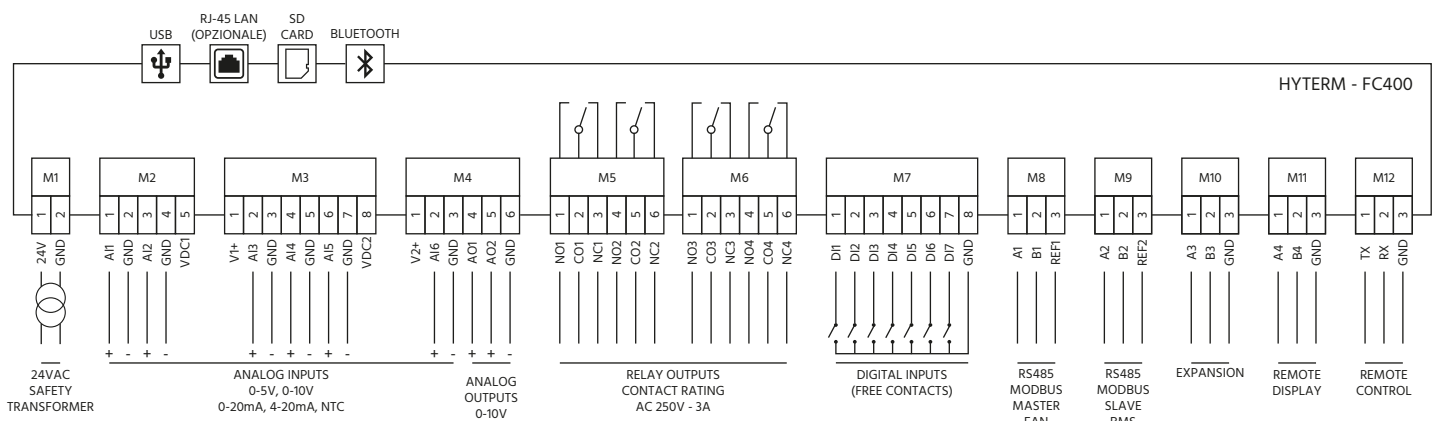 RJ-45 LAN
(OPZIONALE)
SD
CARD
USB
BLUETOOTH
HYTERM - FC400
M1
M2
M3
M4
M5
M6
M7
M8
M9
M10
M11
M12
1 2
1 2 3 4 5
1 2 3 4 5 6 7 8
1 2 3 4 5 6
1 2 3 4 5 6
1 2 3 4 5 6
1 2 3 4 5 6 7 8
1 2 3
1 2 3
1 2 3
1 2 3
1 2 3
24V
GND
AI1
GND
AI2
GND
VDC1
V1+
AI3
GND
AI4
GND
AI5
GND
VDC2
V2+
AI6
GND
AO1
AO2
GND
NO1
CO1
NC1
NO2
CO2
NC2
NO3
CO3
NC3
NO4
CO4
NC4
DI1
DI2
DI3
DI4
DI5
DI6
DI7
GND
A1
B1
REF1
A2
B2
REF2
A3
B3
GND
A4
B4
GND
TX
RX
GND
+ - + -
+ - + - + -
+ - + + -
24VAC
SAFETY
TRANSFORMER
ANALOG INPUTS
0-5V, 0-10V
0-20mA, 4-20mA, NTC
ANALOG
OUTPUTS
0-10V
RELAY OUTPUTS
CONTACT RATING
AC 250V - 3A
DIGITAL INPUTS
(FREE CONTACTS)
RS485
MODBUS
MASTER
RS485
MODBUS
SLAVE
EXPANSION
REMOTE
DISPLAY
REMOTE
CONTROL